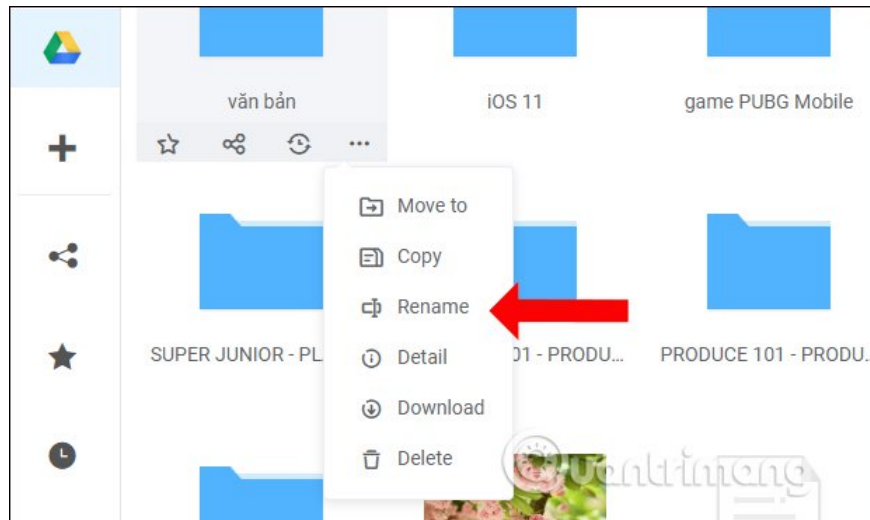 văn bản
iOS 11
game PUBG Mobile
Move to
Copy
Rename
Detail
Download
Delete
SUPER JUNIOR - PL
01 - PRODU...
PRODUCE 101 - PRODU..
Quantrimang